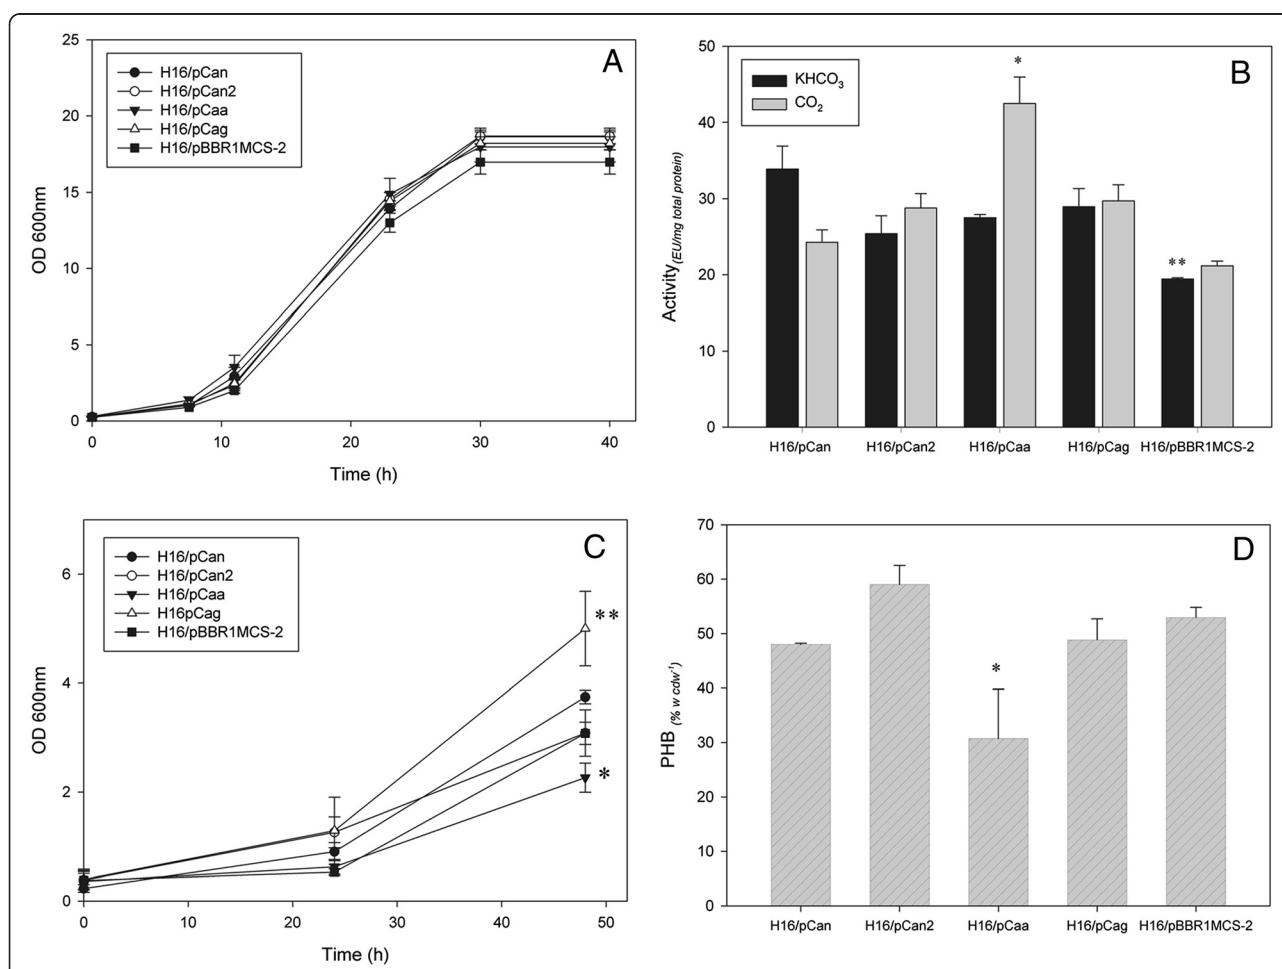 A
25
20
15
10
5
0
OD 600nm
H16/pCan
H16/pCan2
H16/pCaa
H16/pCag
H16/pBBR1MCS-2
0 10 20 30 40
Time (h)
B
50
40
30
20
10
0
Activity (EU/mg total protein)
KHCO3
CO2
*
**
H16/pCan H16/pCan2 H16/pCaa H16/pCag H16/pBBR1MCS-2
C
6
4
2
0
OD 600nm
H16/pCan
H16/pCan2
H16/pCaa
H16pCag
H16/pBBR1MCS-2
**
*
0 10 20 30 40 50
Time (h)
D
70
60
50
40
30
20
10
0
PHB (% w cdw-1)
*
H16/pCan H16/pCan2 H16/pCaa H16/pCag H16/pBBR1MCS-2